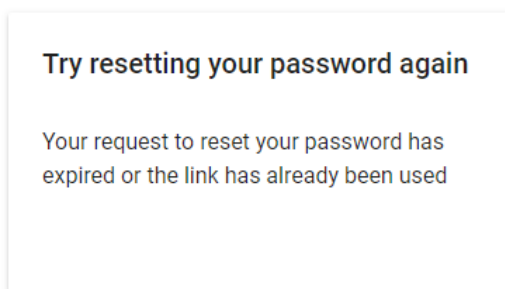 Try resetting your password again
Your request to reset your password has
expired or the link has already been used